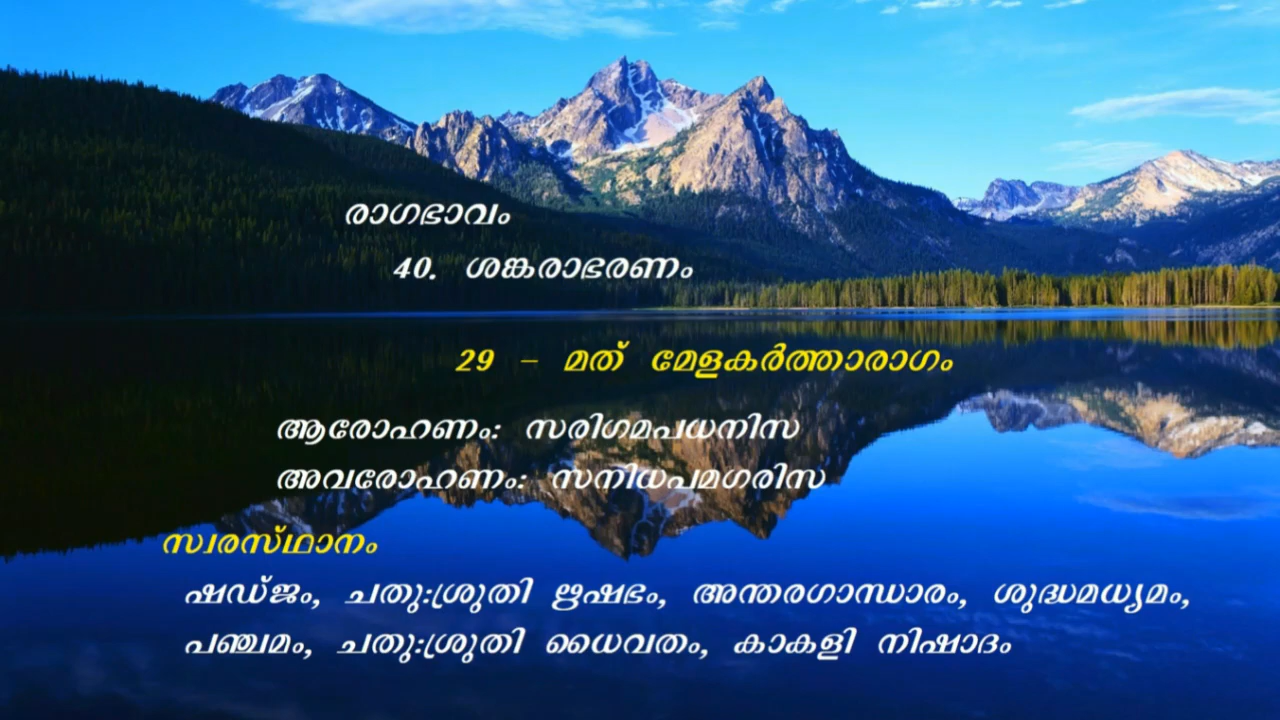 രാഗഭാവം
40. ശങ്കരാഭരണം
29 – മത് മേളകർത്താരാഗം
ആരോഹണം: സരിഗമപധനിസ
അവരോഹണം: സനിധപമഗരിസ
സ്വരസ്ഥാനം
ഷഡ്ജം, ചതു:ശ്രുതി ഋഷഭം, അന്തരഗാന്ധാരം, ശുദ്ധമധ്യമം,
പഞ്ചമം, ചതു:ശ്രുതി ധൈവതം, കാകളി നിഷാദം